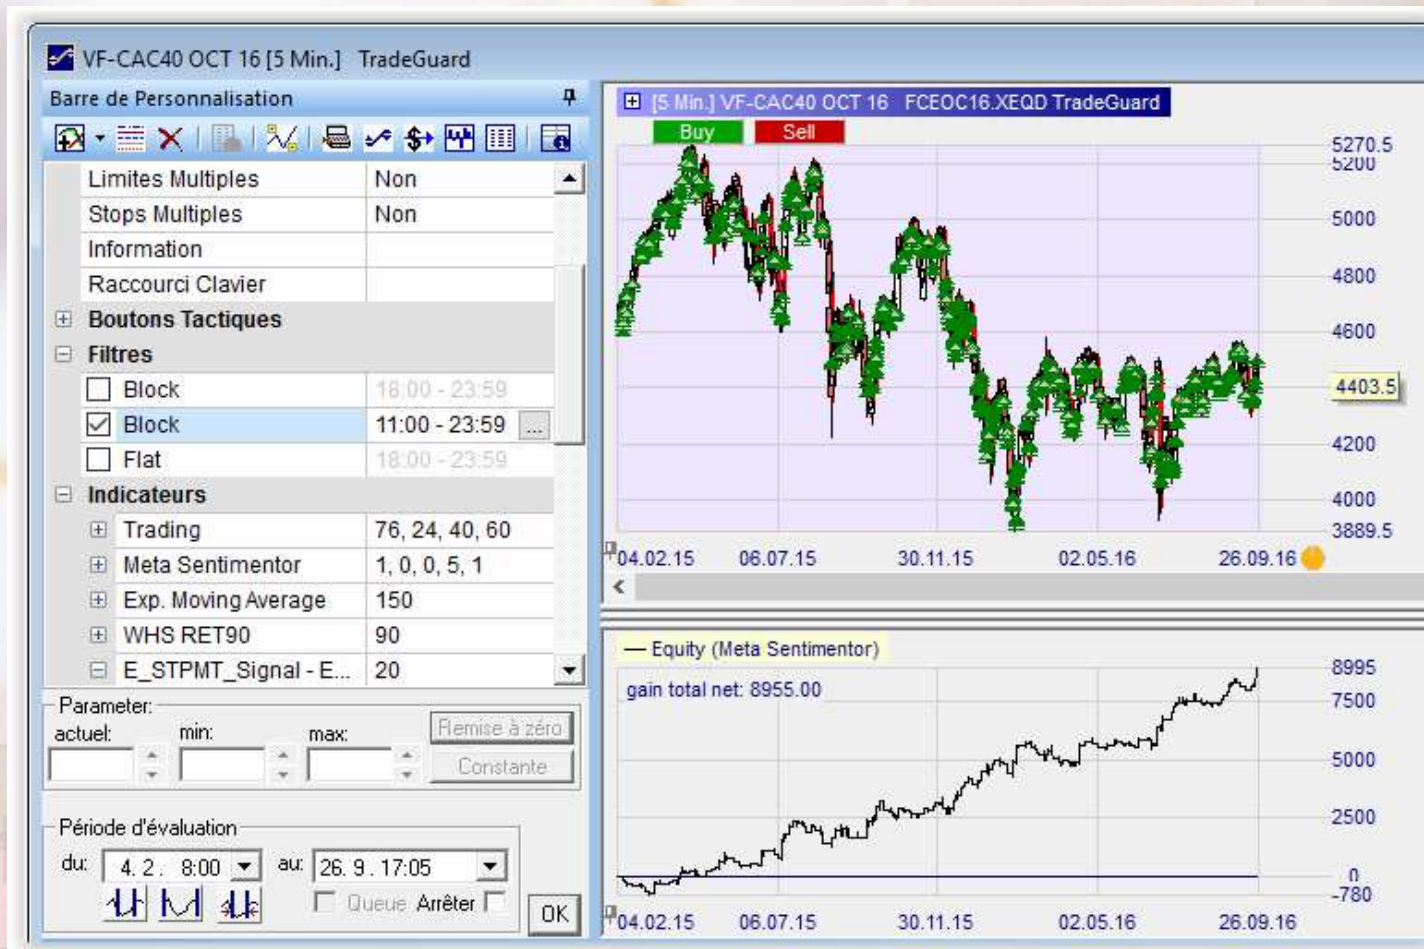 VF-CAC40 OCT 16 [5 Min.] TradeGuard
Barre de Personnalisation
Limites Multiples Non
Stops Multiples Non
Information
Raccourci Clavier
Boutons Tactiques
Filtres
Block 18:00 - 23:59
Block 11:00 - 23:59 ...
Flat 18:00 - 23:59
Indicateurs
Trading 76, 24, 40, 60
Meta Sentimentor 1, 0, 0, 5, 1
Exp. Moving Average 150
WHS RET90 90
E_STPMT_Signal - E... 20
Parameter:
actuel: min: max:
Remise à zéro
Constante
Période d'évaluation
du: 4. 2. 8:00 au: 26. 9. 17:05
Queue Arrêter
OK
[5 Min.] VF-CAC40 OCT 16 FCEOC16.XEQD TradeGuard
Buy Sell
5270.5
5200
5000
4800
4600
4403.5
4200
4000
3889.5
04.02.15 06.07.15 30.11.15 02.05.16 26.09.16
Equity (Meta Sentimentor)
gain total net: 8955.00
8995
7500
5000
2500
0
-780
04.02.15 06.07.15 30.11.15 02.05.16 26.09.16